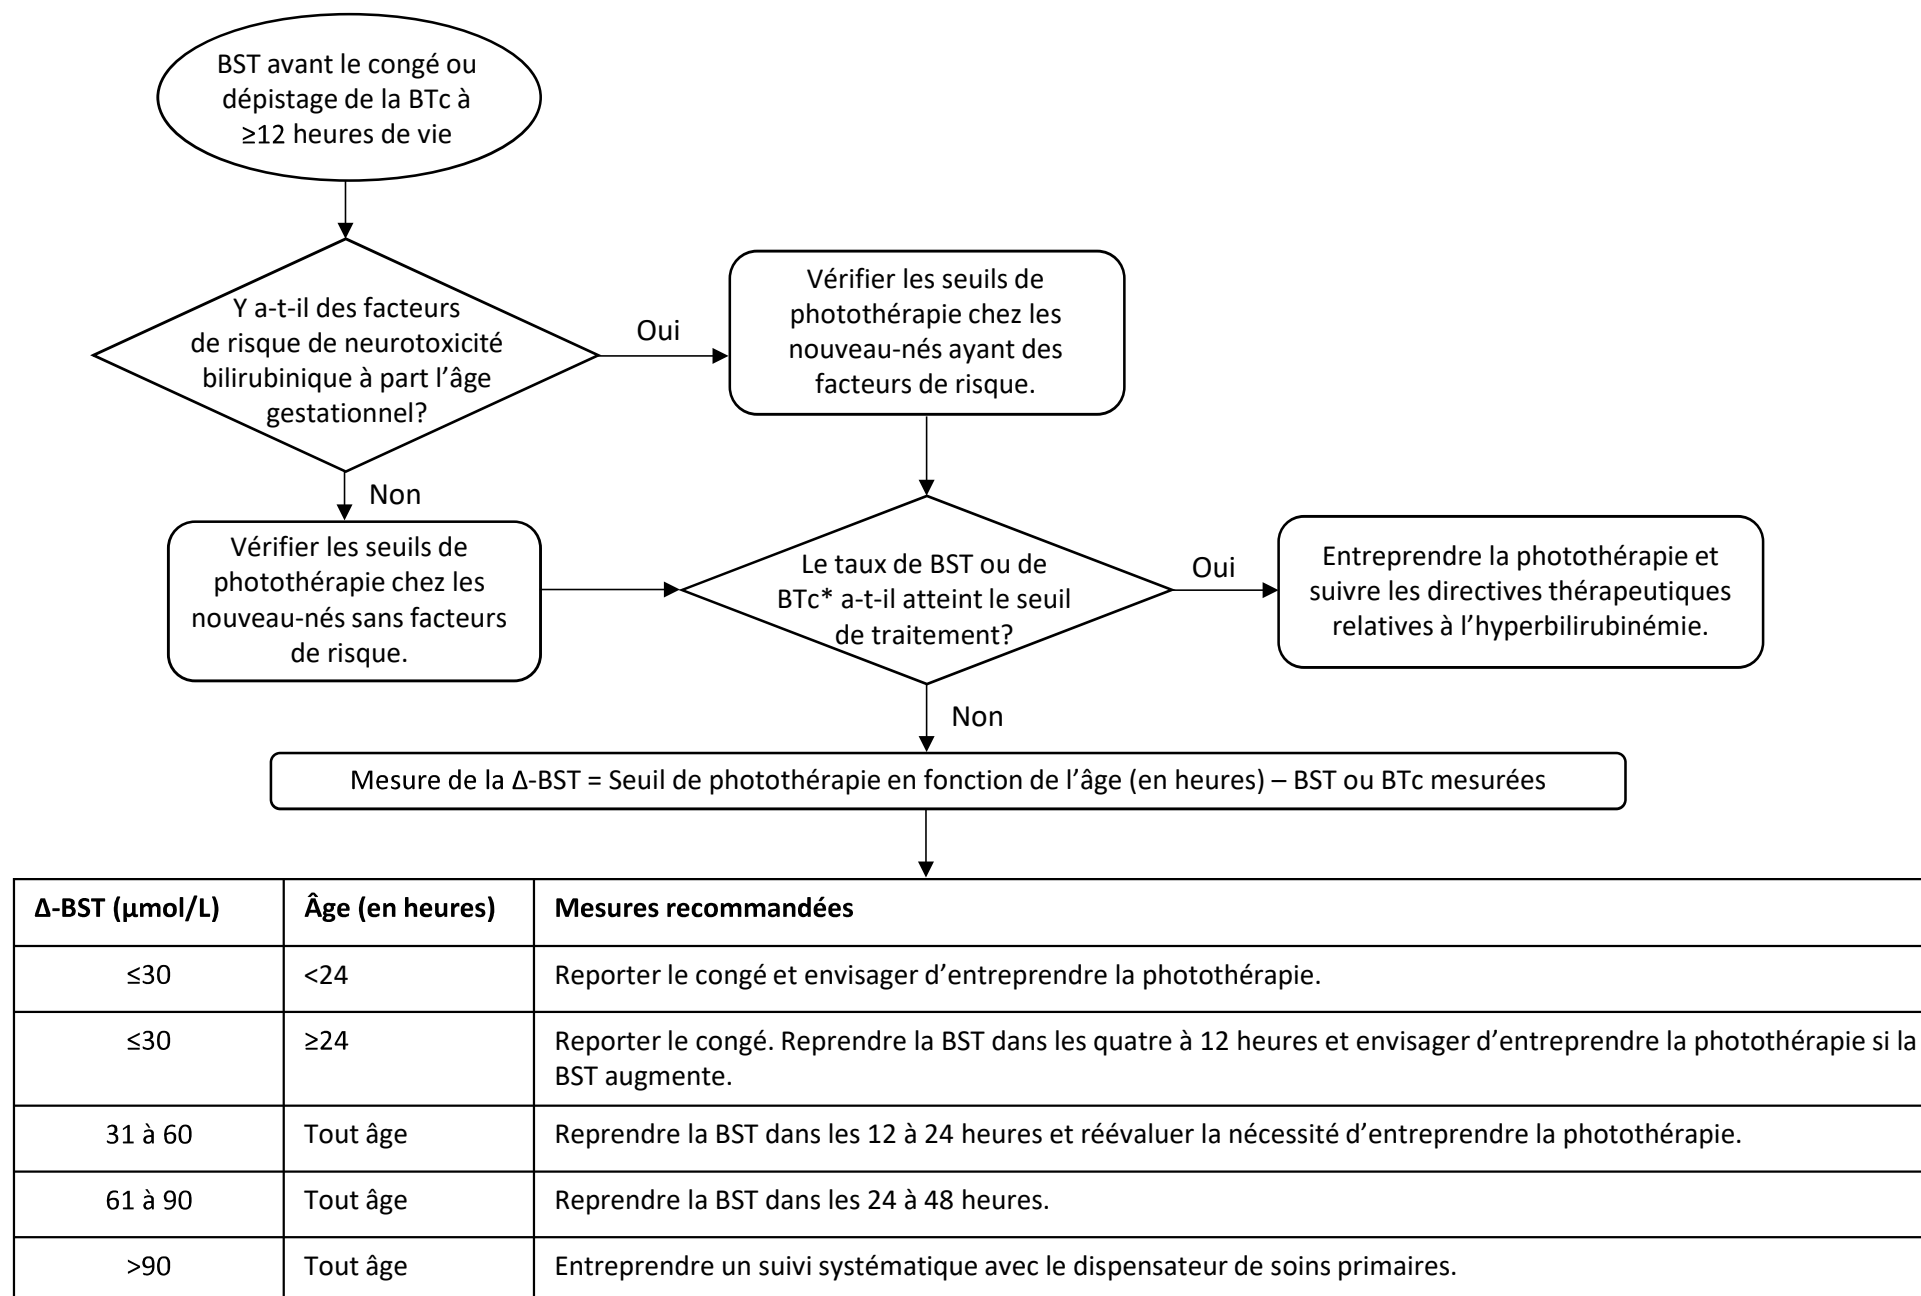 BST avant le congé ou
dépistage de la BTc à
≥12 heures de vie
Y a-t-il des facteurs
de risque de neurotoxicité
bilirubinique à part l’âge
gestationnel?
Oui
Vérifier les seuils de
photothérapie chez les
nouveau-nés ayant des
facteurs de risque.
Non
Vérifier les seuils de
photothérapie chez les
nouveau-nés sans facteurs
de risque.
Le taux de BST ou de
BTc* a-t-il atteint le seuil
de traitement?
Oui
Entreprendre la photothérapie et
suivre les directives thérapeutiques
relatives à l’hyperbilirubinémie.
Non
Mesure de la Δ-BST = Seuil de photothérapie en fonction de l’âge (en heures) – BST ou BTc mesurées
Δ-BST (μmol/L) Âge (en heures) Mesures recommandées
≤30 <24 Reporter le congé et envisager d’entreprendre la photothérapie.
≤30 ≥24 Reporter le congé. Reprendre la BST dans les quatre à 12 heures et envisager d’entreprendre la photothérapie si la
BST augmente.
31 à 60 Tout âge Reprendre la BST dans les 12 à 24 heures et réévaluer la nécessité d’entreprendre la photothérapie.
61 à 90 Tout âge Reprendre la BST dans les 24 à 48 heures.
>90 Tout âge Entreprendre un suivi systématique avec le dispensateur de soins primaires.